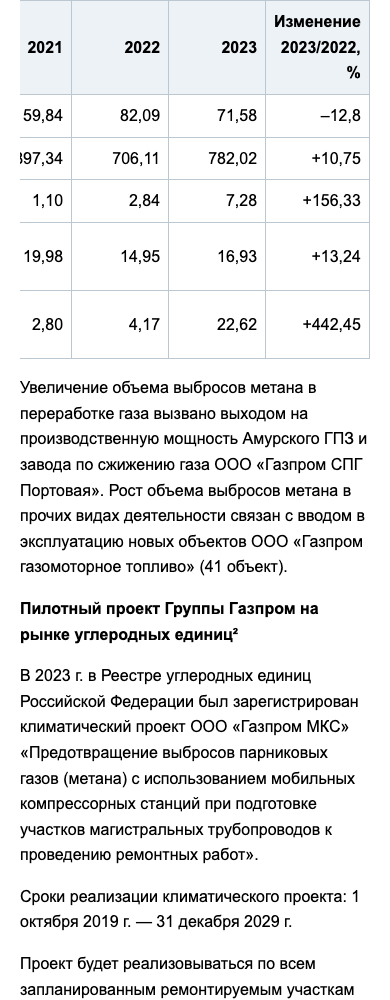 2021 2022 2023 Изменение
2023/2022,
%
59,84 82,09 71,58 –12,8
397,34 706,11 782,02 +10,75
1,10 2,84 7,28 +156,33
19,98 14,95 16,93 +13,24
2,80 4,17 22,62 +442,45
Увеличение объема выбросов метана в
переработке газа вызвано выходом на
производственную мощность Амурского ГПЗ и
завода по сжижению газа ООО «Газпром СПГ
Портовая». Рост объема выбросов метана в
прочих видах деятельности связан с вводом в
эксплуатацию новых объектов ООО «Газпром
газомоторное топливо» (41 объект).
Пилотный проект Группы Газпром на
рынке углеродных единиц²
В 2023 г. в Реестре углеродных единиц
Российской Федерации был зарегистрирован
климатический проект ООО «Газпром МКС»
«Предотвращение выбросов парниковых
газов (метана) с использованием мобильных
компрессорных станций при подготовке
участков магистральных трубопроводов к
проведению ремонтных работ».
Сроки реализации климатического проекта: 1
октября 2019 г. — 31 декабря 2029 г.
Проект будет реализовываться по всем
запланированным ремонтируемым участкам